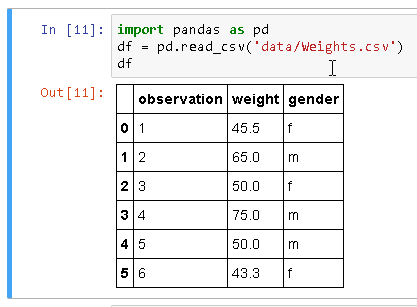 In [11]: import pandas as pd
df = pd.read_csv('data/Weights.csv')
df
Out[11]:
observation weight gender
0 1 45.5 f
1 2 65.0 m
2 3 50.0 f
3 4 75.0 m
4 5 50.0 m
5 6 43.3 f